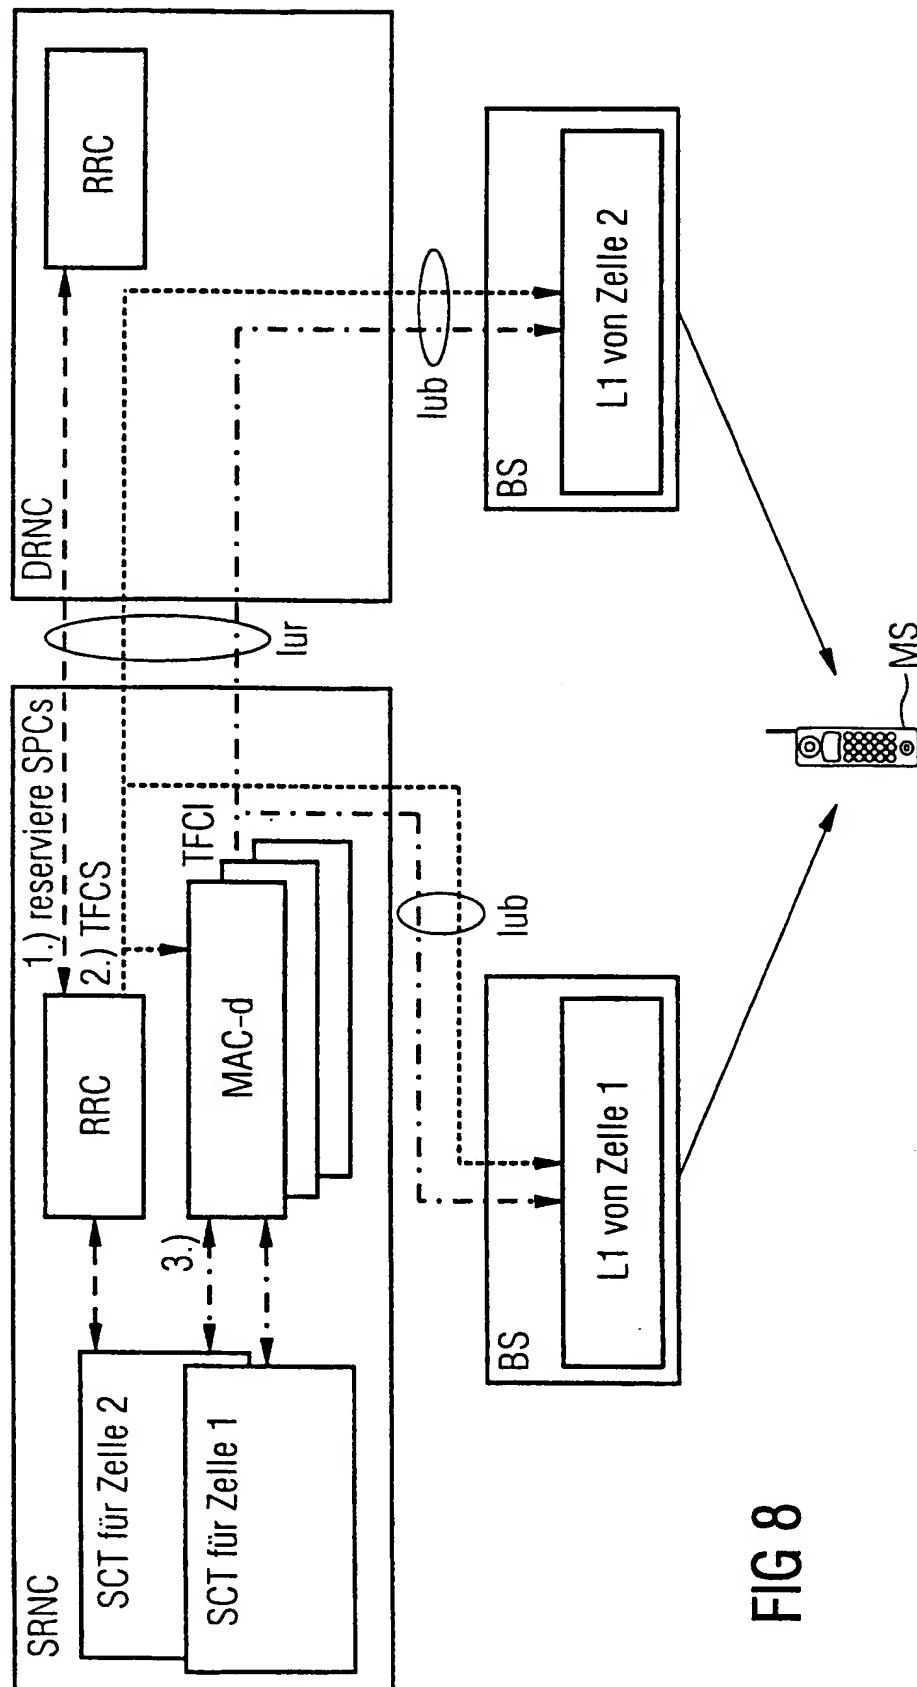 SRNC
SCT für Zelle 2
SCT für Zelle 1
RRC
3.)
MAC-d
1.) reserviere SPCs
2.) TFCS
TFCI
Iur
DRNC
RRC
Iub
Iub
BS
L1 von Zelle 1
BS
L1 von Zelle 2
MS
FIG 8